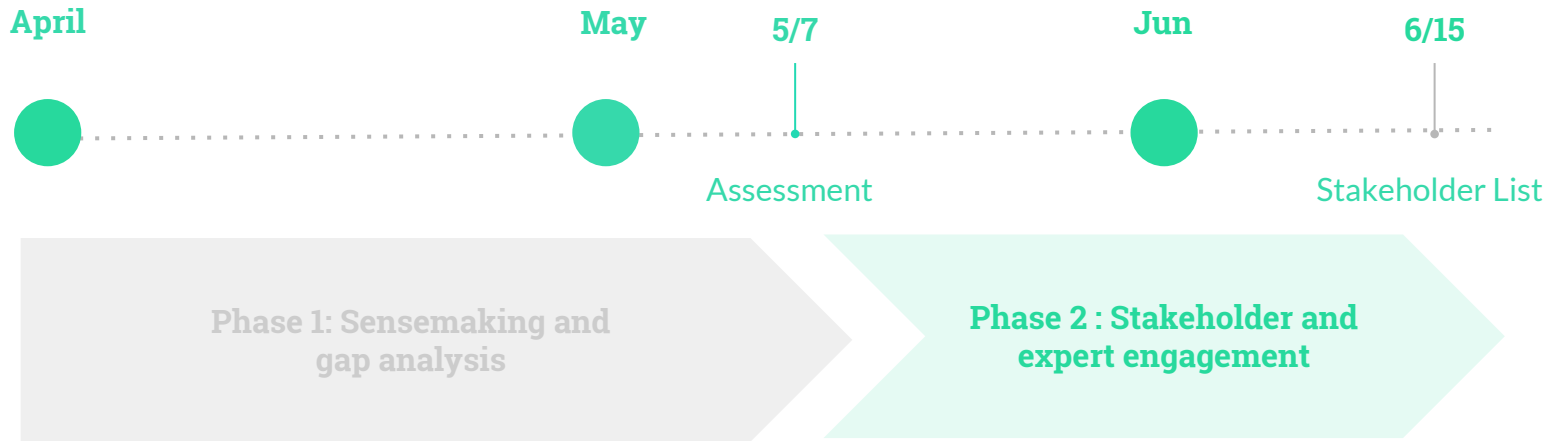 April
May
5/7
Jun
6/15
Assessment
Stakeholder List
Phase 1: Sensemaking and
gap analysis
Phase 2 : Stakeholder and
expert engagement